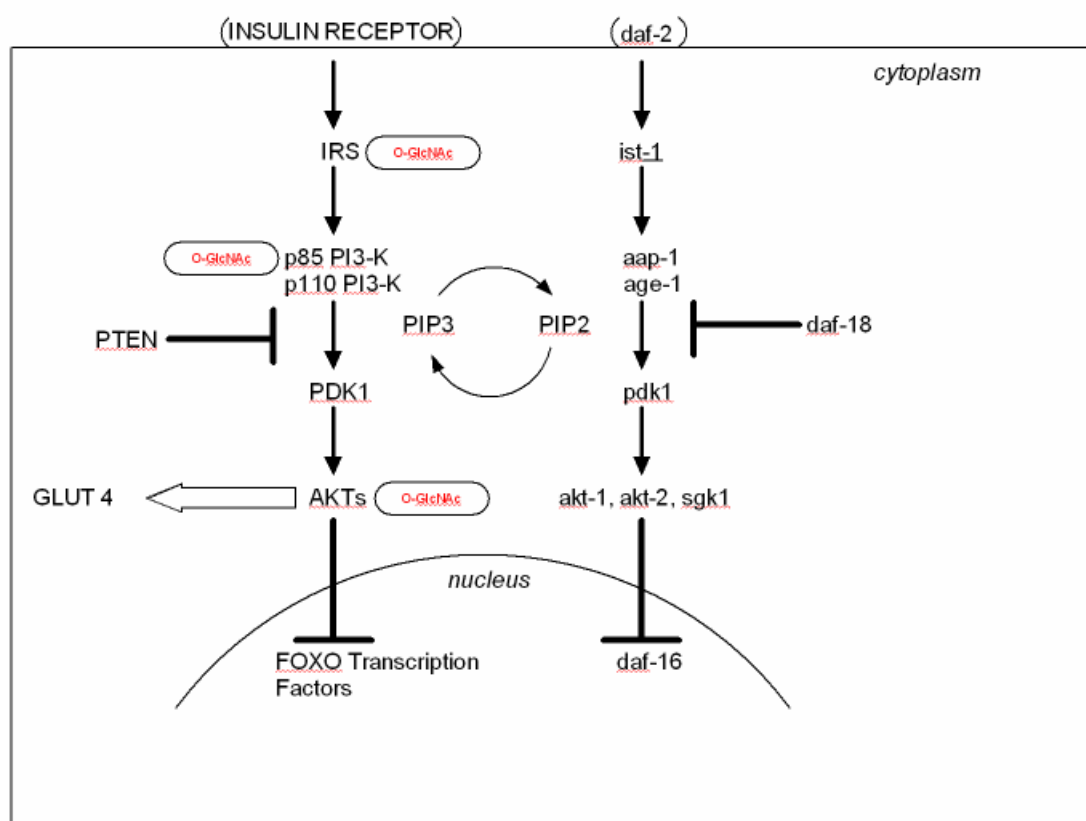 (INSULIN RECEPTOR)
(daf-2)
cytoplasm
IRS
O-GlcNAc
ist-1
O-GlcNAc
p85 PI3-K
p110 PI3-K
aap-1
age-1
PIP3
PIP2
PTEN
daf-18
PDK1
pdk1
GLUT 4
AKTs
O-GlcNAc
akt-1, akt-2, sgk1
nucleus
FOXO Transcription
Factors
daf-16